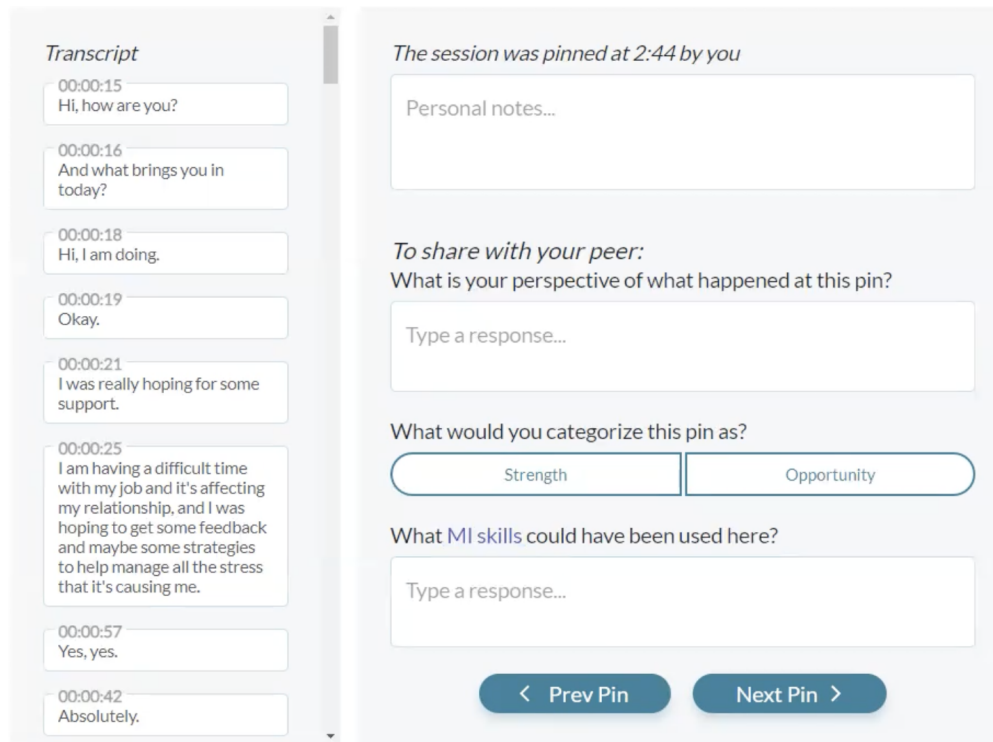 Transcript
00:00:15
Hi, how are you?
00:00:16
And what brings you in
today?
00:00:18
Hi, I am doing.
00:00:19
Okay.
00:00:21
I was really hoping for some
support.
00:00:25
I am having a difficult time
with my job and it's affecting
my relationship, and I was
hoping to get some feedback
and maybe some strategies
to help manage all the stress
that it's causing me.
00:00:57
Yes, yes.
00:00:42
Absolutely.
The session was pinned at 2:44 by you
Personal notes...
To share with your peer:
What is your perspective of what happened at this pin?
Type a response...
What would you categorize this pin as?
Strength
Opportunity
What MI skills could have been used here?
Type a response...
Prev Pin
Next Pin